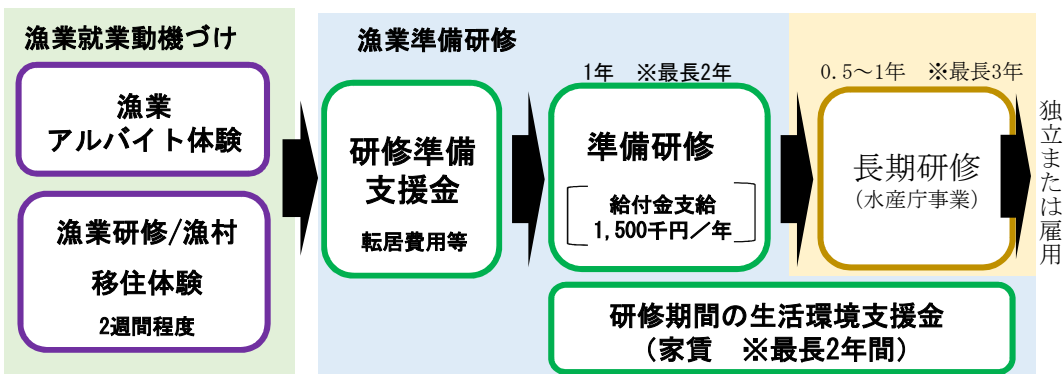 漁業就業動機づけ
漁業
アルバイト体験
漁業研修/漁村
移住体験
2週間程度
漁業準備研修
研修準備
支援金
転居費用等
1年　※最長2年
準備研修
給付金支給
1,500千円／年
0.5～1年　※最長3年
長期研修
(水産庁事業)
独立または雇用
研修期間の生活環境支援金
(家賃　※最長2年間)